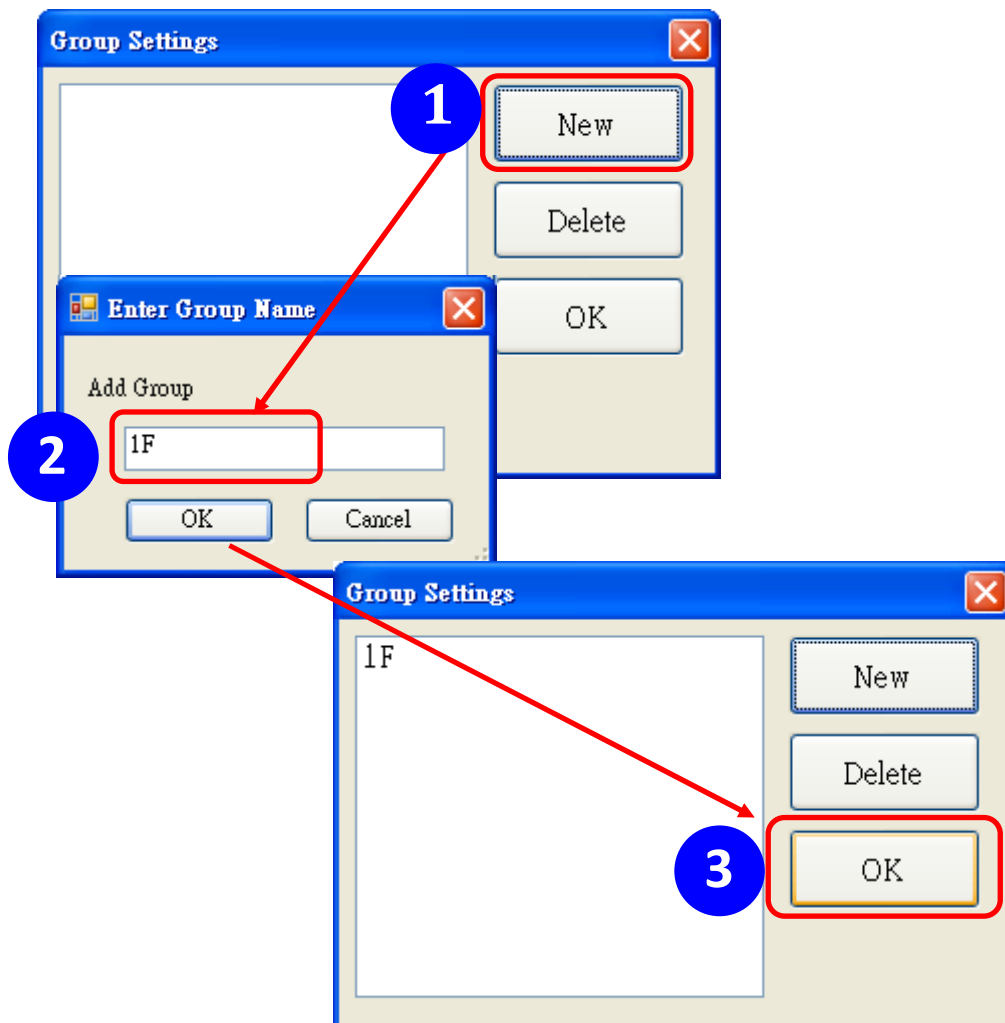 Group Settings
1
New
Delete
OK
Enter Group Name
Add Group
2
1F
OK
Cancel
Group Settings
1F
New
Delete
3
OK